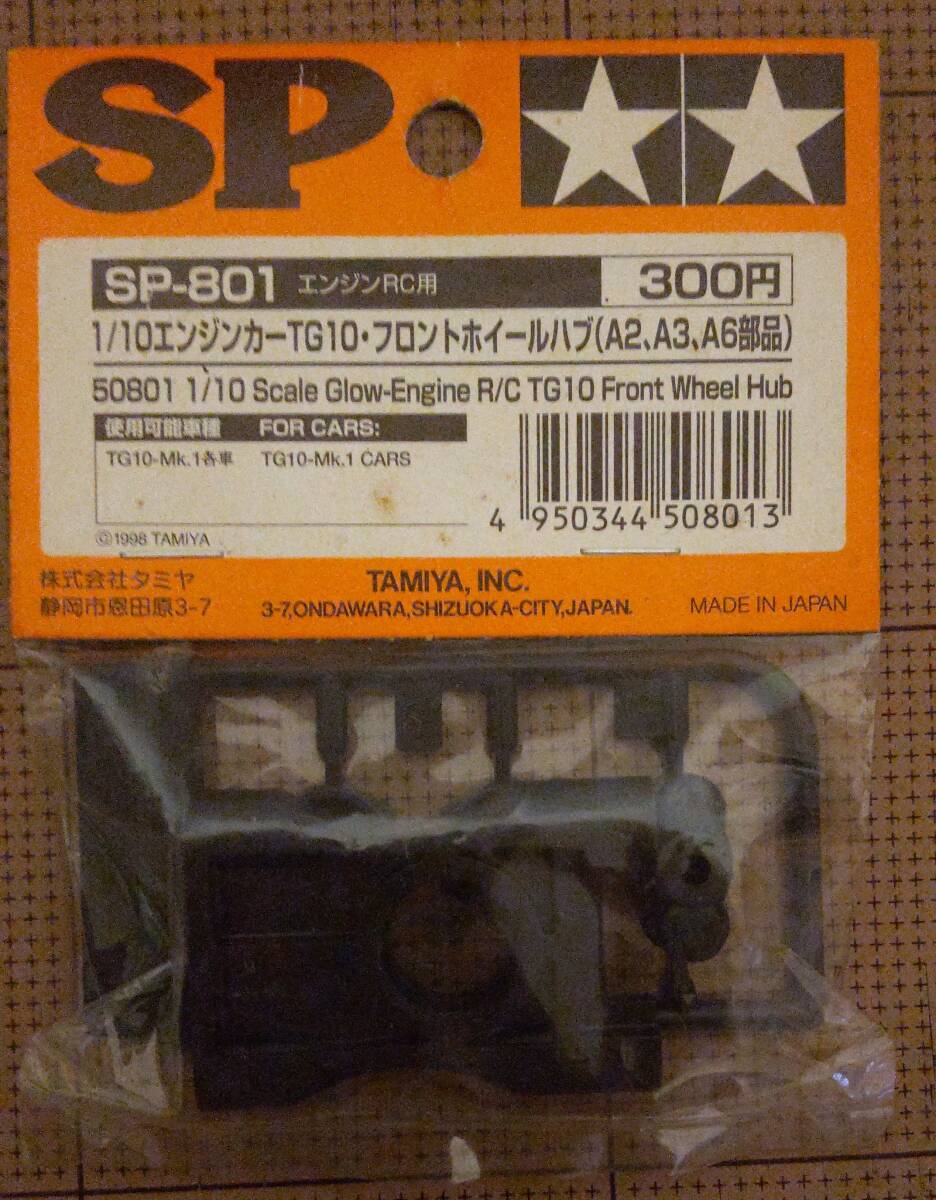 SP
SP-801 エンジンRC用 300円
1/10エンジンカーTG10・フロントホイールハブ(A2、A3、A6部品)
50801 1/10 Scale Glow-Engine R/C TG10 Front Wheel Hub
使用可能車種 FOR CARS:
TG10-Mk.1各車 TG10-Mk.1 CARS
4 950344 508013
©1998 TAMIYA
株式会社タミヤ
静岡市恩田原3-7
TAMIYA, INC.
3-7,ONDAWARA,SHIZUOKA-CITY,JAPAN.
MADE IN JAPAN